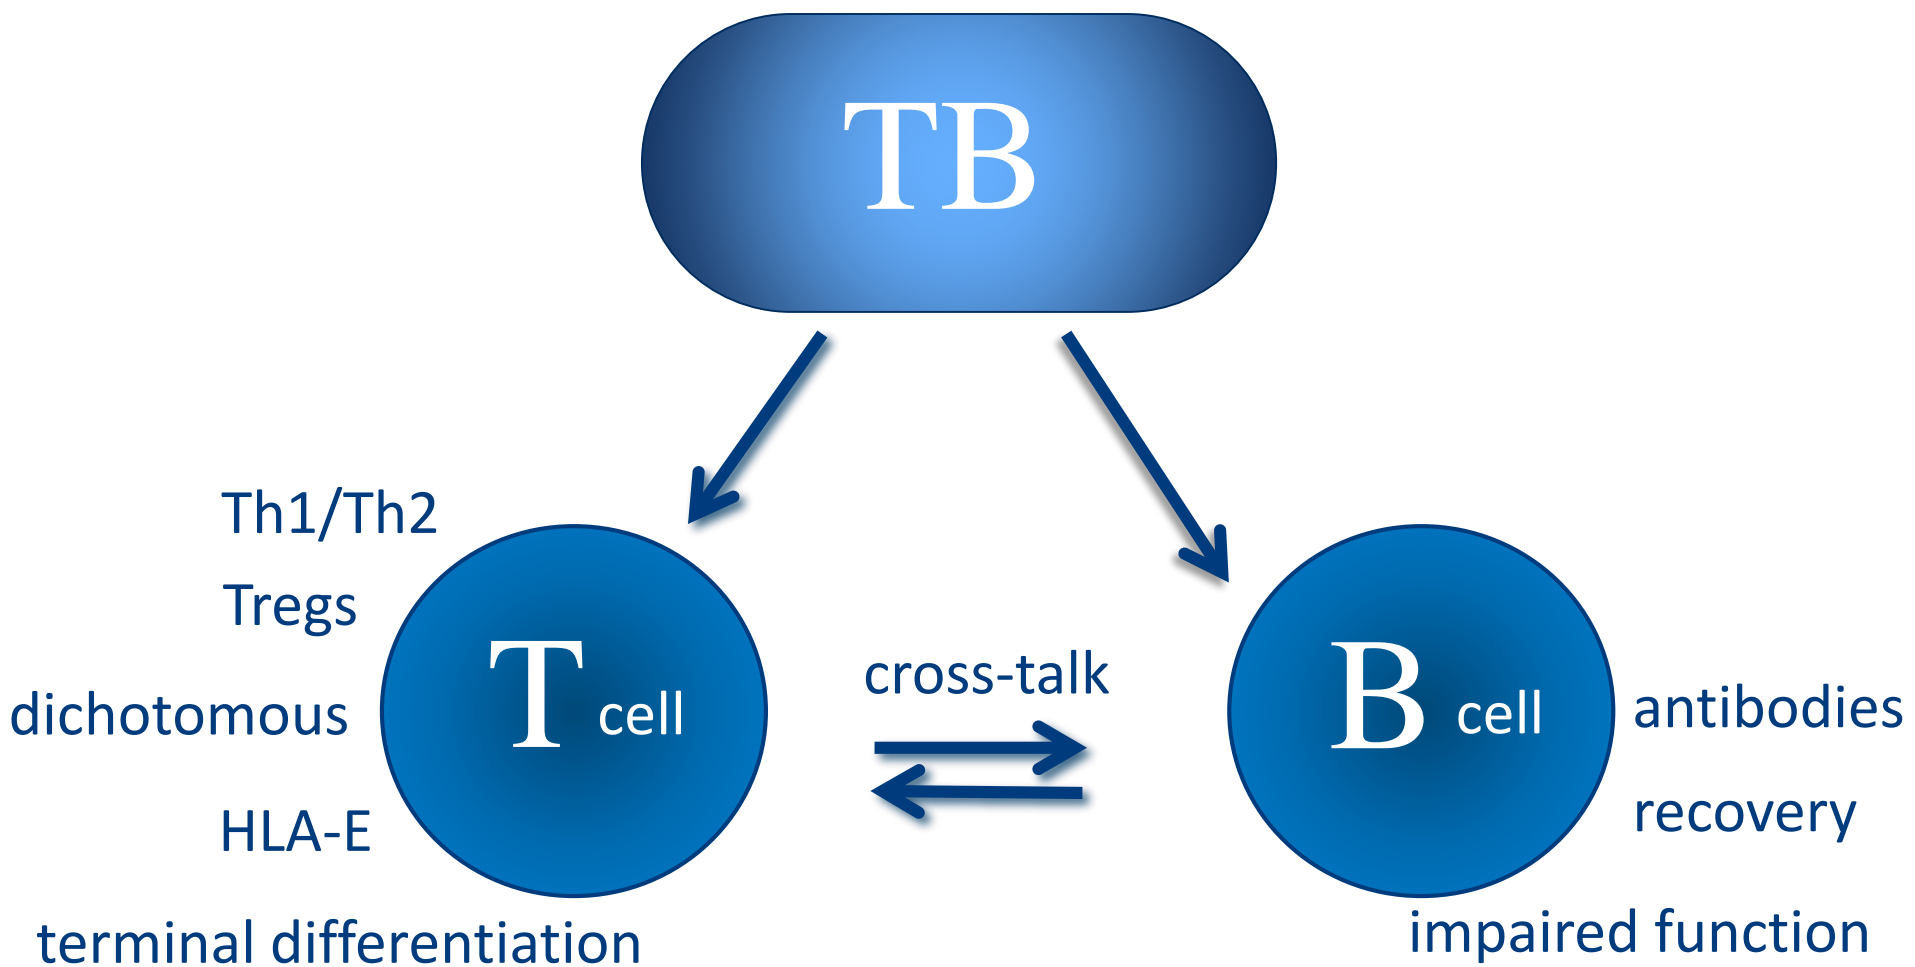 TB
Th1/Th2
Tregs
dichotomous
HLA-E
terminal differentiation
T cell
cross-talk
B cell
antibodies
recovery
impaired function